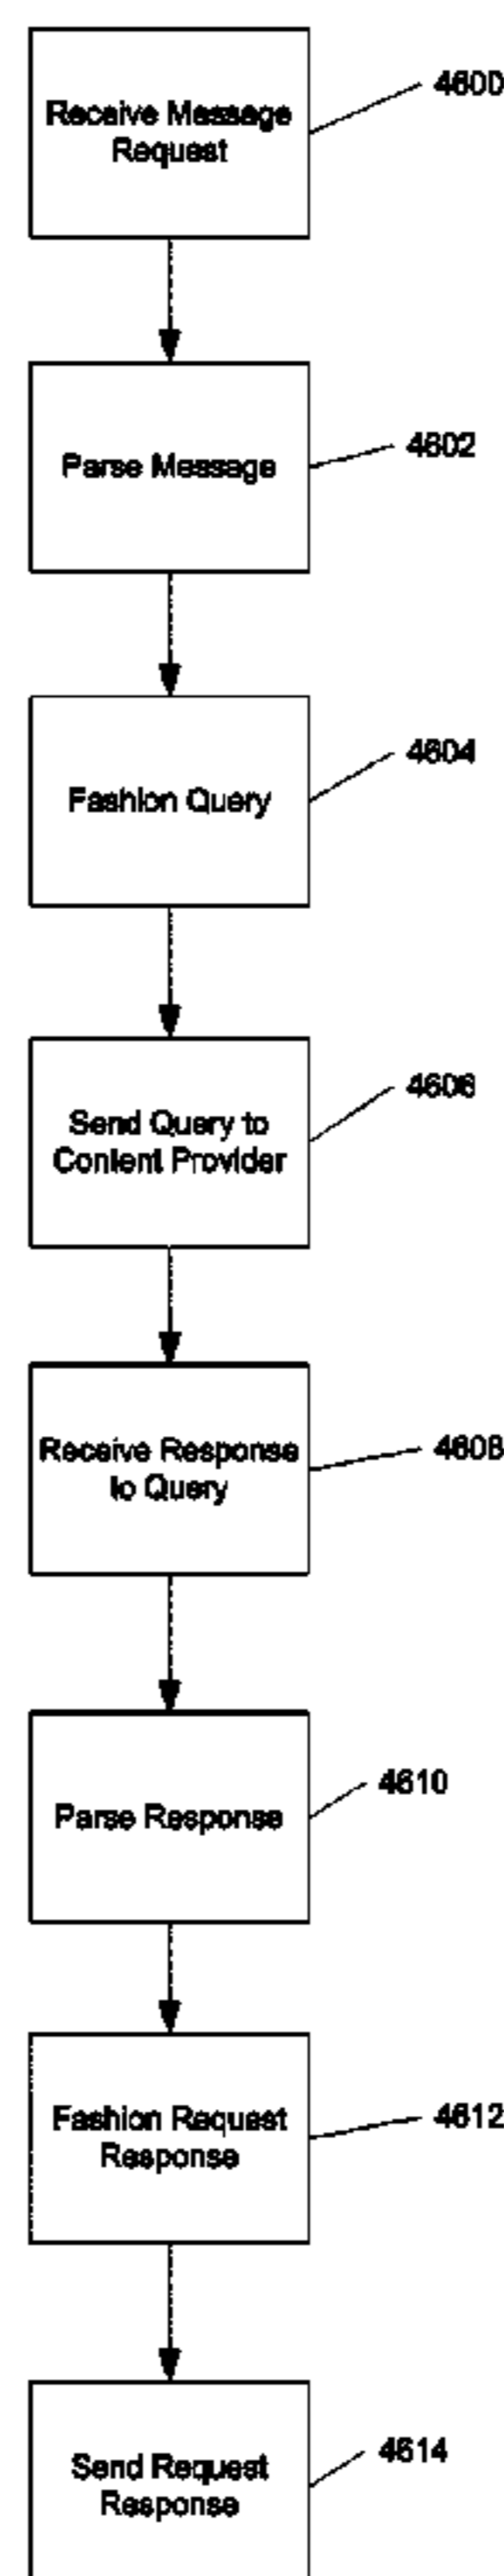 Receive Message
Request
4600
Parse Message
4602
Fashion Query
4604
Send Query to
Content Provider
4606
Receive Response
to Query
4608
Parse Response
4610
Fashion Request
Response
4612
Send Request
Response
4614